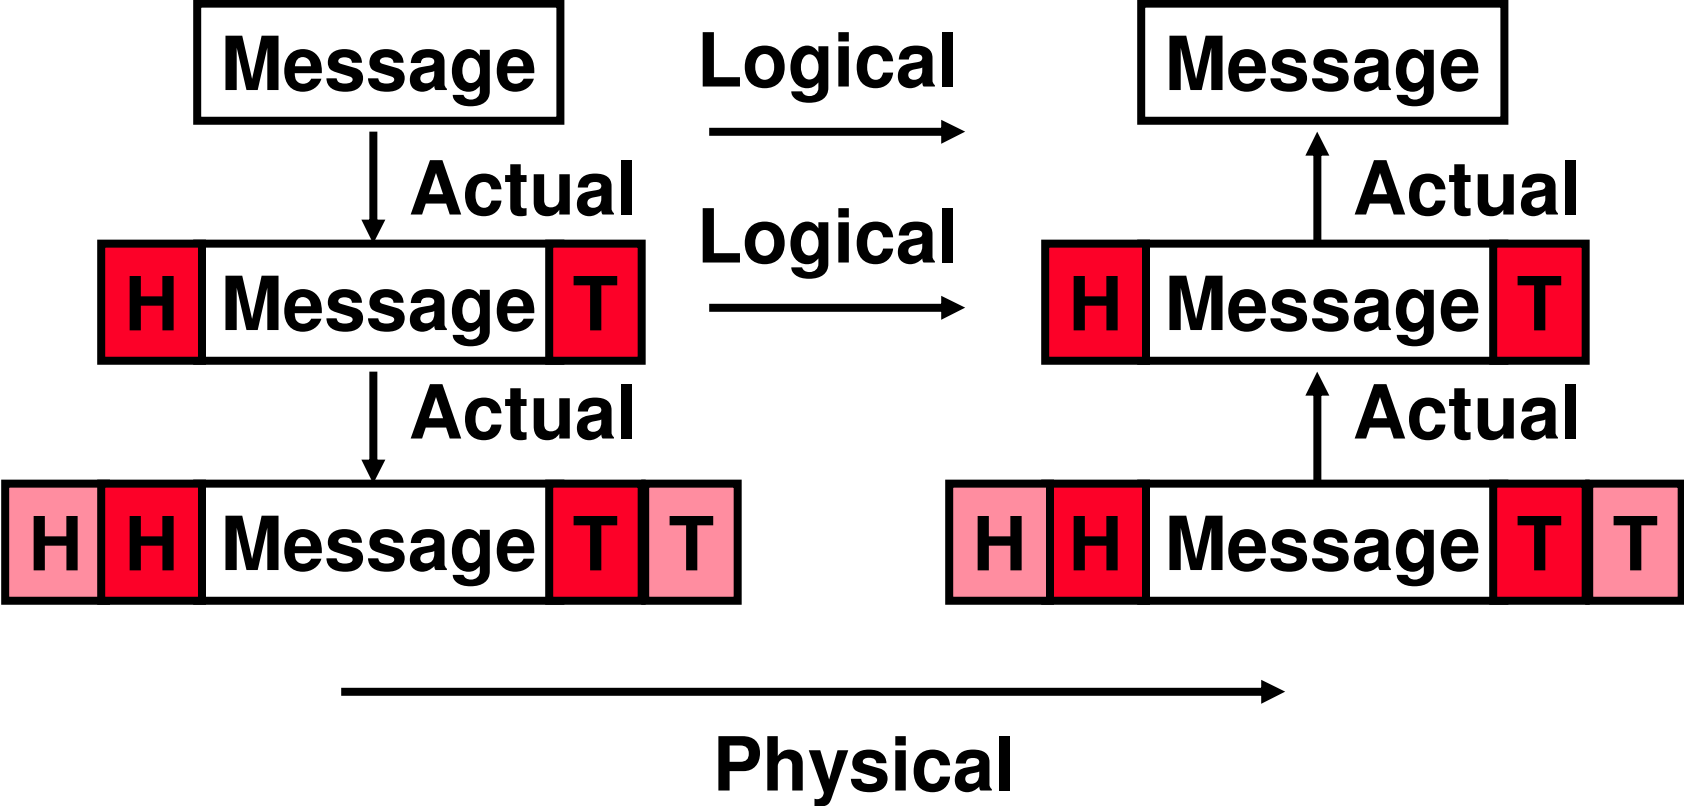 Message Logical Message
Actual Actual
Logical
H Message T H Message T
Actual Actual
H H Message T T H H Message T T
Physical